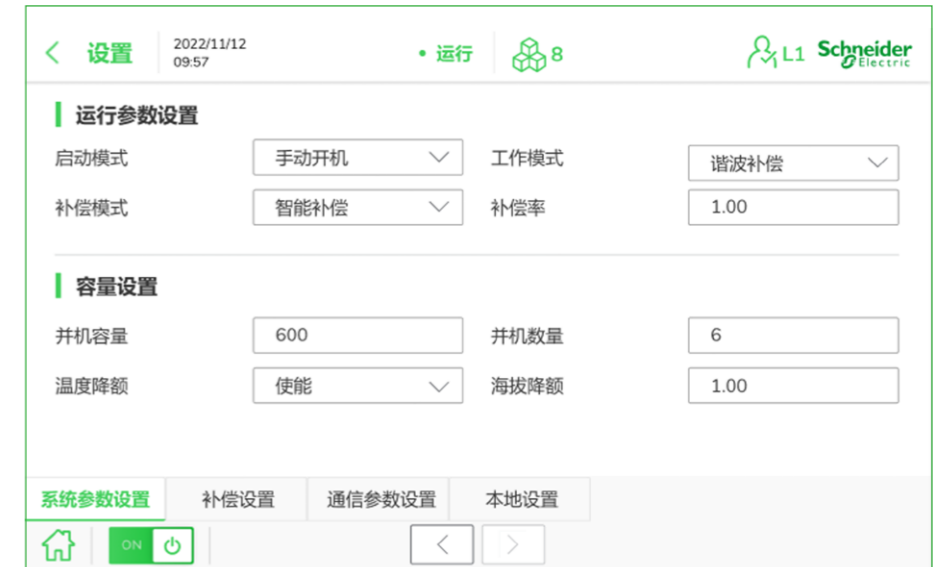 设置 2022/11/12 09:57 • 运行 8 L1 Schneider Electric
运行参数设置
启动模式 手动开机 工作模式 谐波补偿
补偿模式 智能补偿 补偿率 1.00
容量设置
并机容量 600 并机数量 6
温度降额 使能 海拔降额 1.00
系统参数设置 补偿设置 通信参数设置 本地设置
ON